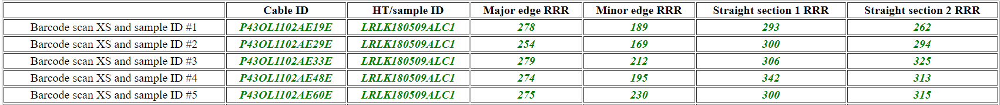 Cable ID HT/sample ID Major edge RRR Minor edge RRR Straight section 1 RRR Straight section 2 RRR
Barcode scan XS and sample ID #1 P43OL1102AE19E LRLK180509ALC1 278 189 293 262
Barcode scan XS and sample ID #2 P43OL1102AE29E LRLK180509ALC1 254 169 300 294
Barcode scan XS and sample ID #3 P43OL1102AE33E LRLK180509ALC1 279 212 306 325
Barcode scan XS and sample ID #4 P43OL1102AE48E LRLK180509ALC1 274 195 342 313
Barcode scan XS and sample ID #5 P43OL1102AE60E LRLK180509ALC1 275 230 300 315